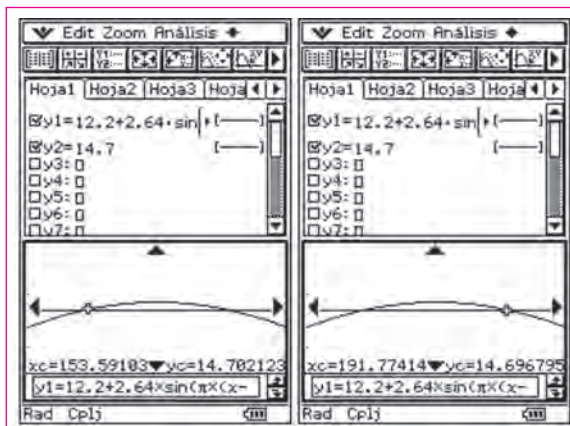 Edit Zoom Análisis
Hoja1 Hoja2 Hoja3 Hoja
y1=12.2+2.64·sin(
y2=14.7
y3:
y4:
y5:
y6:
y7:
xc=153.59103 yc=14.702123
y1=12.2+2.64×sin(π×(x-
Rad Cplj
Edit Zoom Análisis
Hoja1 Hoja2 Hoja3 Hoja
y1=12.2+2.64·sin(
y2=14.7
y3:
y4:
y5:
y6:
y7:
xc=191.77414 yc=14.696795
y1=12.2+2.64×sin(π×(x-
Rad Cplj